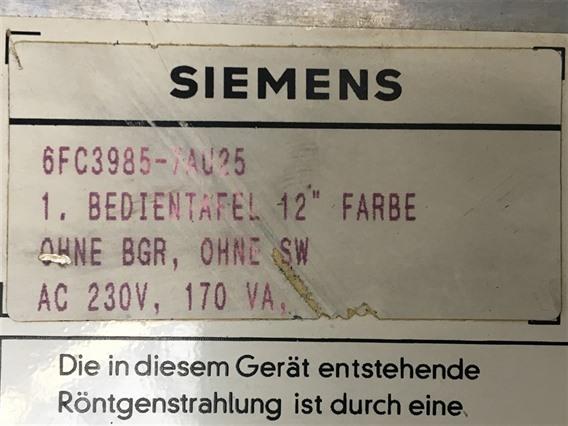 SIEMENS
6FC3985-7AU25
1. BEDIENTAFEL 12" FARBE
OHNE BGR, OHNE SW
AC 230V, 170 VA,
Die in diesem Gerät entstehende
Röntgenstrahlung ist durch eine